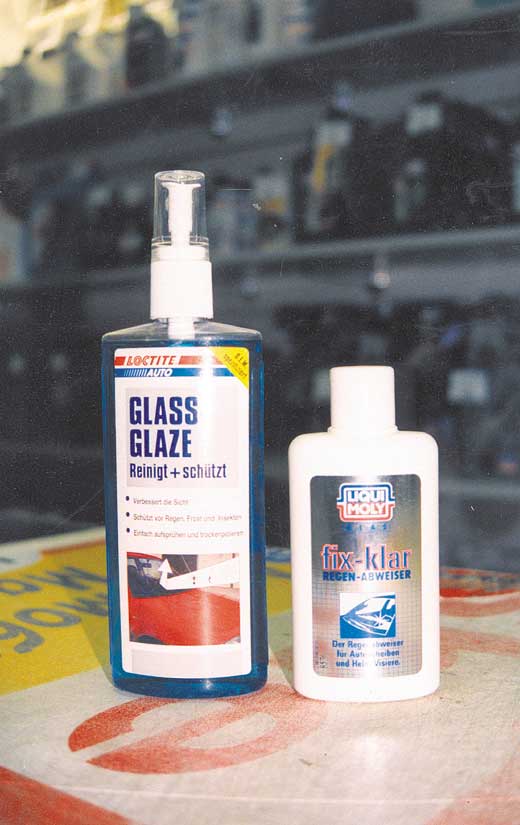 LOCTITE
AUTO
GLASS
GLAZE
Reinigt + schützt
Verbessert die Sicht
Schützt vor Regen, Frost und Insekten
Einfach aufsprühen und trockenpolieren
LIQUI
MOLY
GLAS
fix-klar
REGEN-ABWEISER
Der Regenabweiser
für Autoscheiben
und Helm-Visiere.